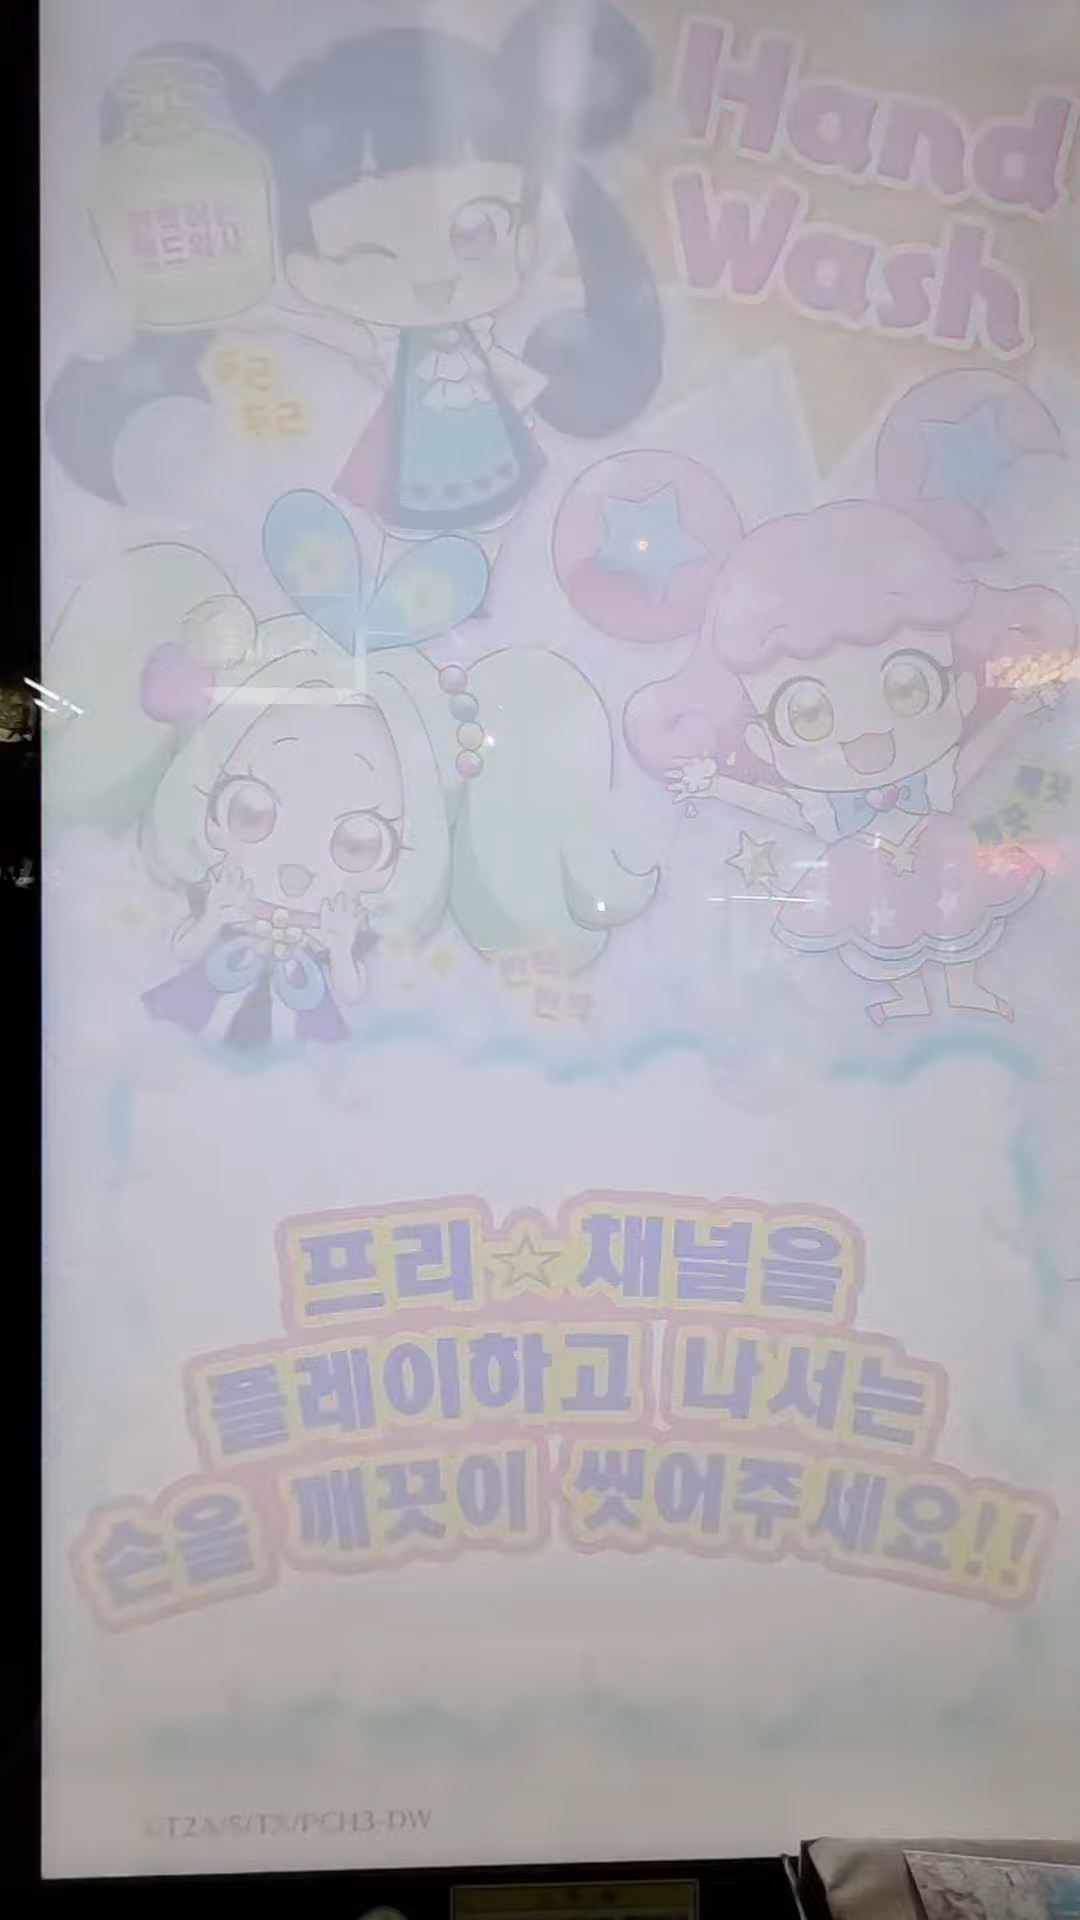 Hand
Wash
두근
두근
반짝
반짝
프리☆채널을
플레이하고 나서는
손을 깨끗이 씻어주세요!!
©T2A/S/TX/PCH3-DW